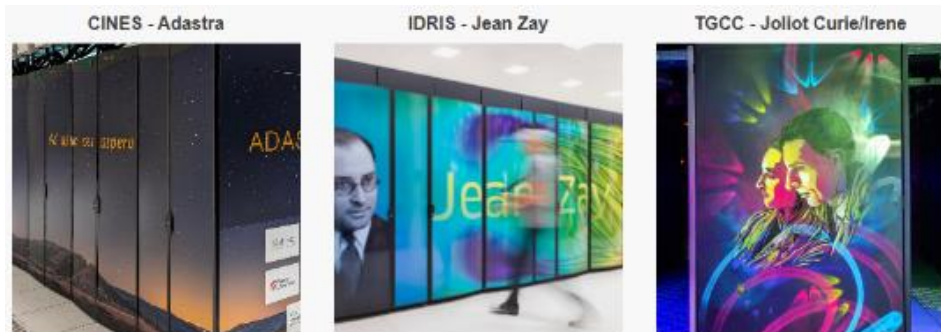 CINES - Adastra
IDRIS - Jean Zay
TGCC - Joliot Curie/Irene
ADAS
Jean Zay